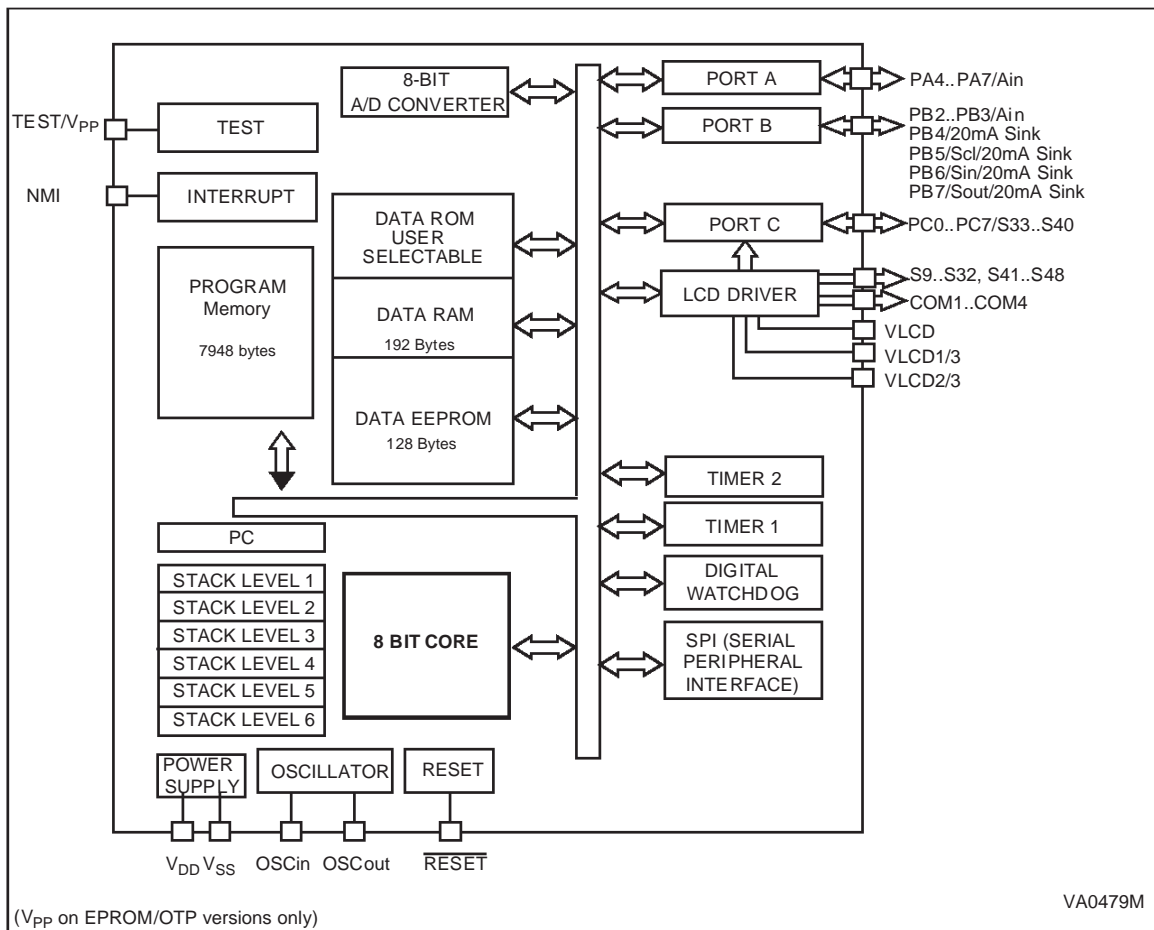 8-BIT
A/D CONVERTER
PORT A
PA4..PA7/Ain
TEST/VPP
TEST
PORT B
PB2..PB3/Ain
PB4/20mA Sink
PB5/Scl/20mA Sink
PB6/Sin/20mA Sink
PB7/Sout/20mA Sink
NMI
INTERRUPT
DATA ROM
USER
SELECTABLE
PORT C
PC0..PC7/S33..S40
PROGRAM
Memory
7948 bytes
LCD DRIVER
S9..S32, S41..S48
COM1..COM4
VLCD
VLCD1/3
VLCD2/3
DATA RAM
192 Bytes
DATA EEPROM
128 Bytes
TIMER 2
TIMER 1
PC
DIGITAL
WATCHDOG
STACK LEVEL 1
STACK LEVEL 2
STACK LEVEL 3
STACK LEVEL 4
STACK LEVEL 5
STACK LEVEL 6
8 BIT CORE
SPI (SERIAL
PERIPHERAL
INTERFACE)
POWER
SUPPLY
OSCILLATOR
RESET
VDD VSS
OSCin
OSCout
RESET
(VPP on EPROM/OTP versions only)
VA0479M